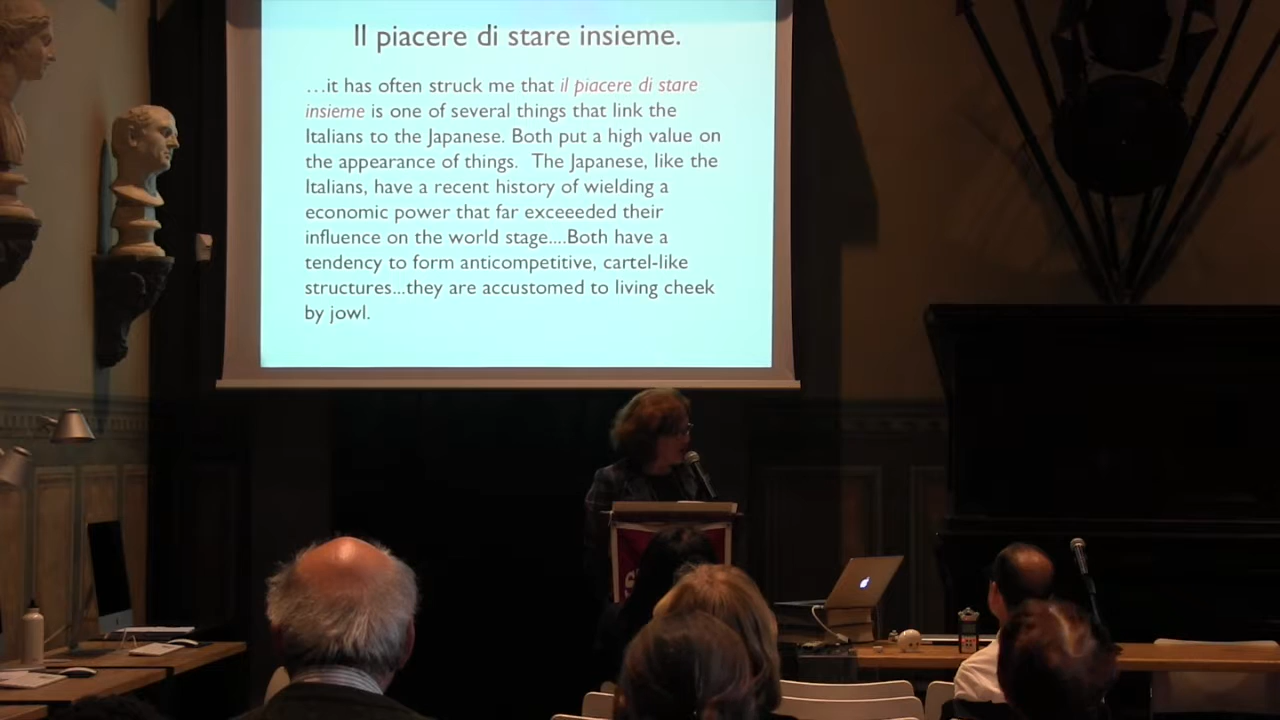 Il piacere di stare insieme.
…it has often struck me that il piacere di stare
insieme is one of several things that link the
Italians to the Japanese. Both put a high value on
the appearance of things. The Japanese, like the
Italians, have a recent history of wielding a
economic power that far exceeeded their
influence on the world stage....Both have a
tendency to form anticompetitive, cartel-like
structures...they are accustomed to living cheek
by jowl.